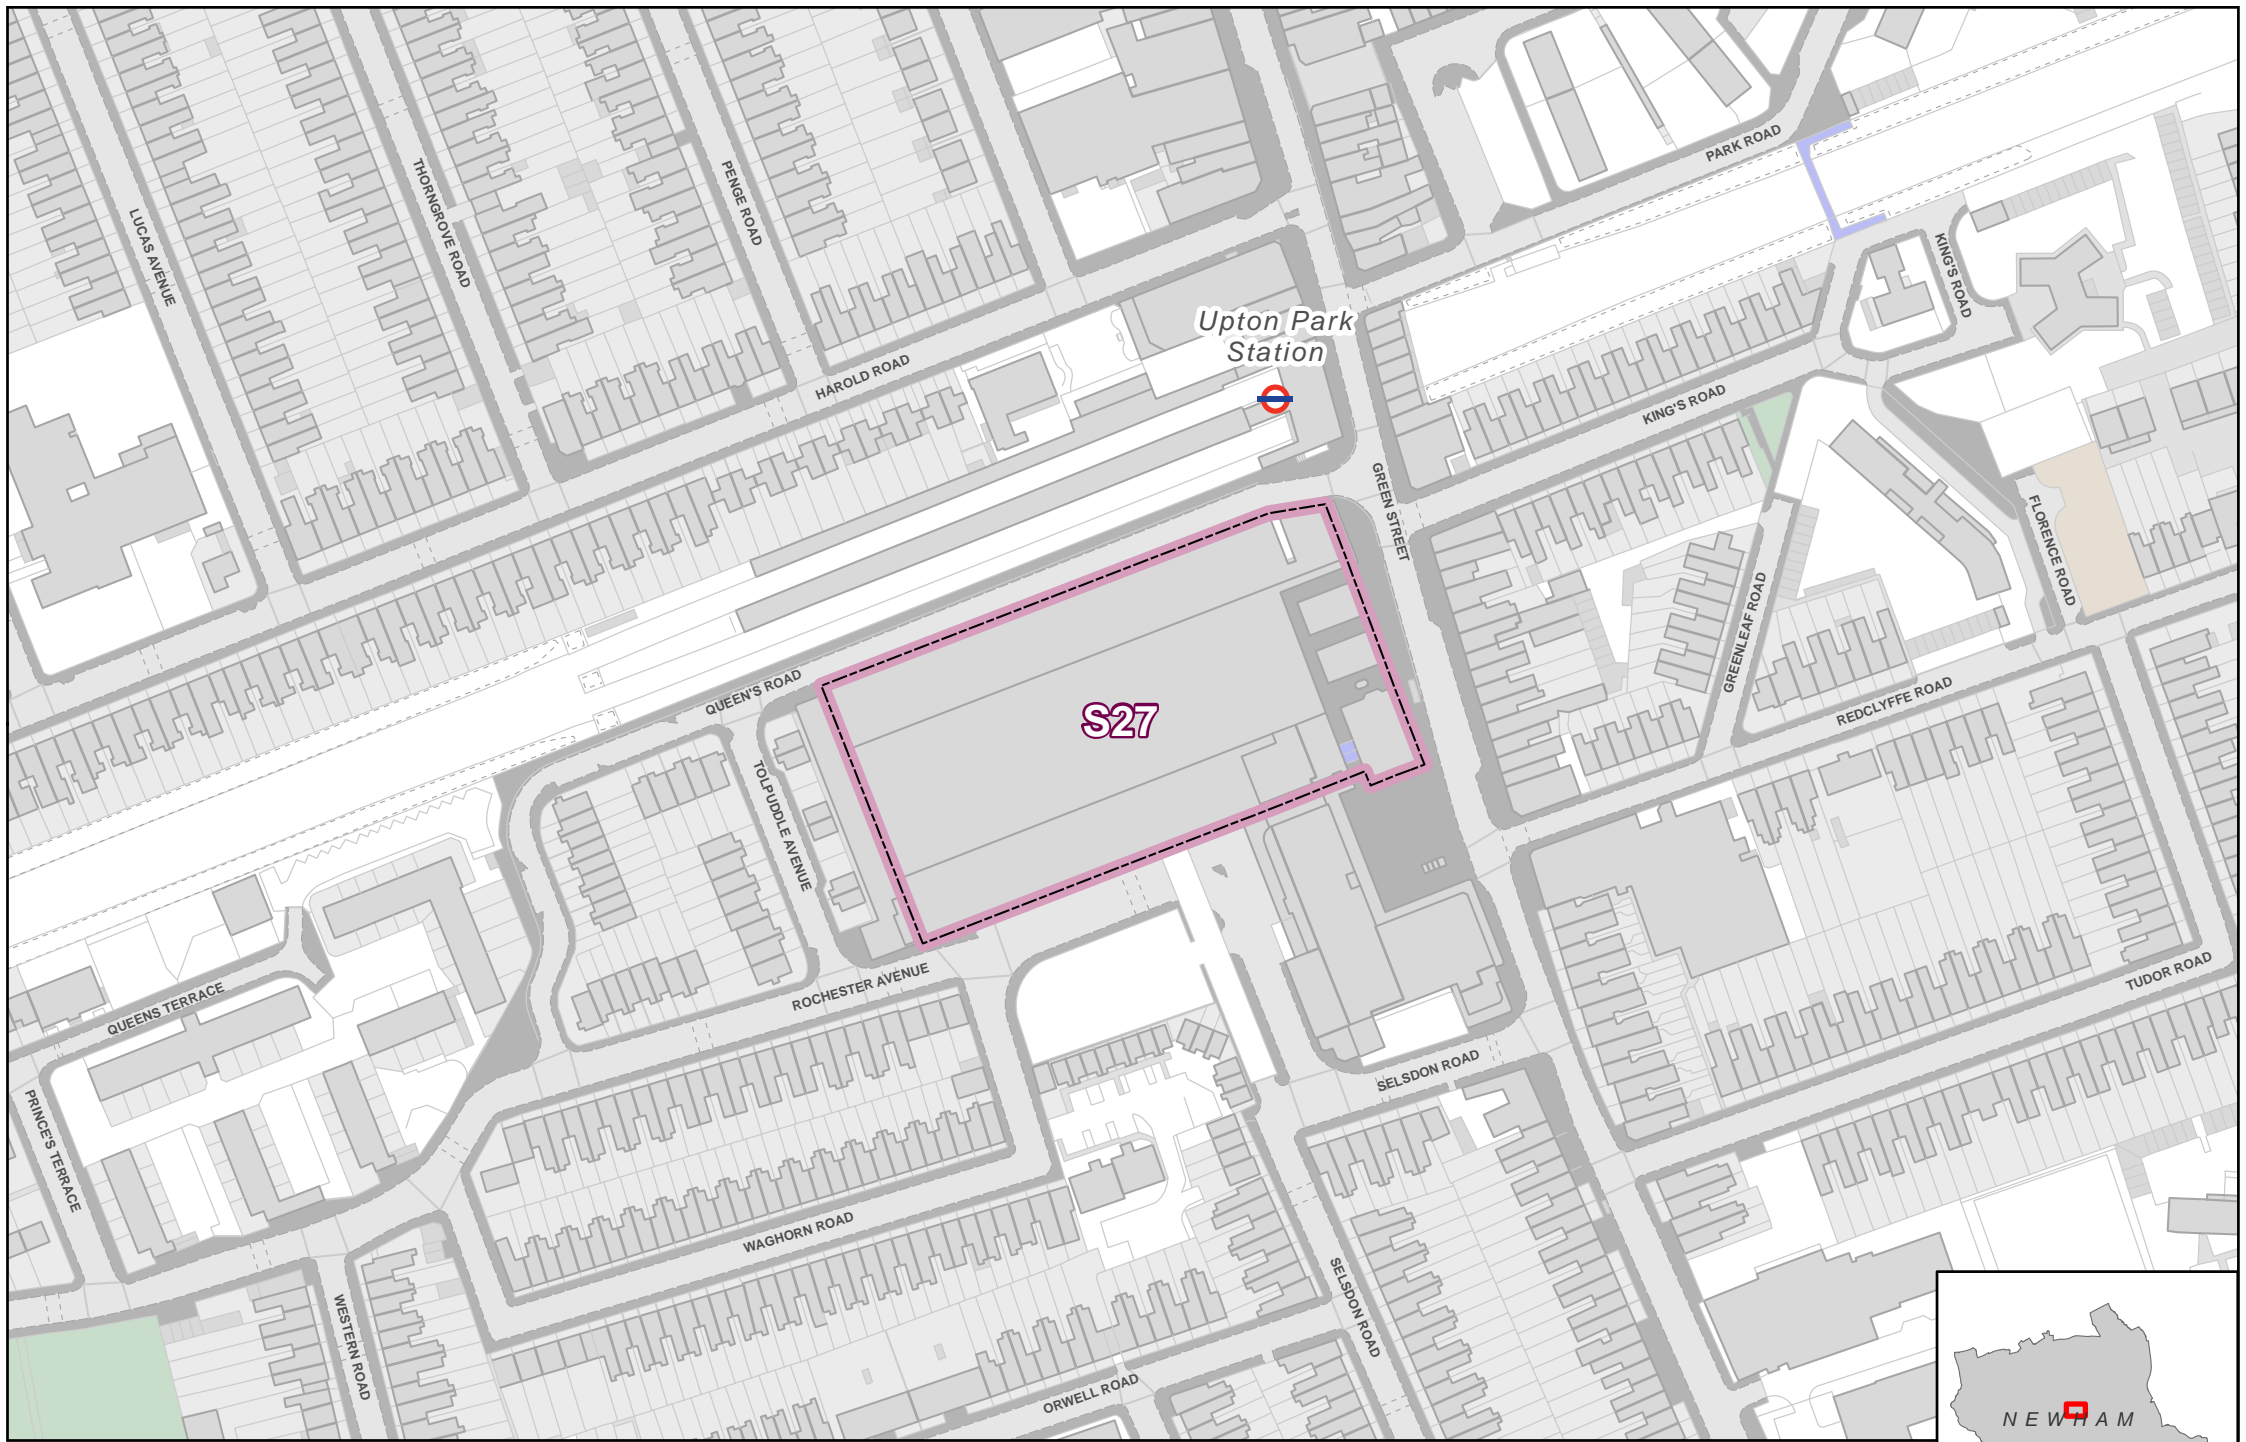 PARK ROAD
LUCAS AVENUE
THORNGROVE ROAD
PENGE ROAD
KING'S ROAD
Upton Park
Station
HAROLD ROAD
KING'S ROAD
GREEN STREET
FLORENCE ROAD
GREENLEAF ROAD
QUEEN'S ROAD
REDCLYFFE ROAD
S27
TOLPUDDLE AVENUE
TUDOR ROAD
ROCHESTER AVENUE
QUEENS TERRACE
SELSDON ROAD
PRINCE'S TERRACE
WAGHORN ROAD
SELSDON ROAD
WESTERN ROAD
ORWELL ROAD
NEWHAM